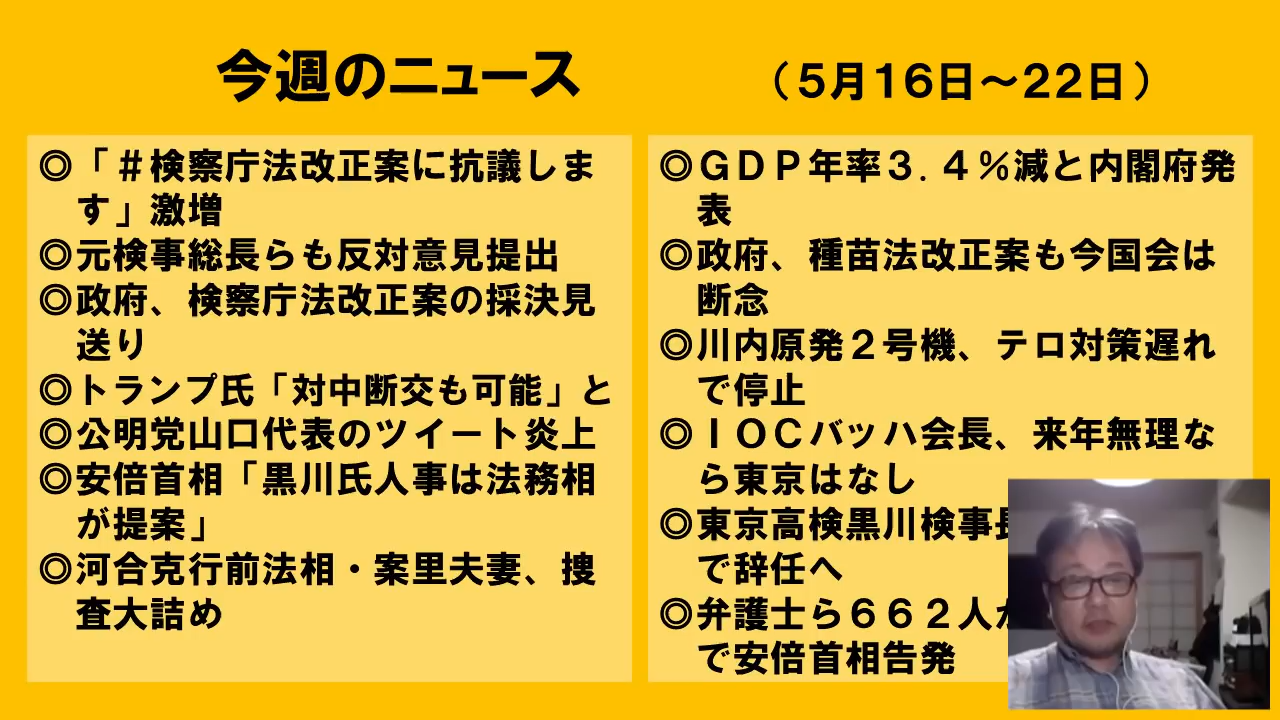 今週のニュース
（５月１６日～２２日）
◎「＃検察庁法改正案に抗議しま
す」激増
◎元検事総長らも反対意見提出
◎政府、検察庁法改正案の採決見
送り
◎トランプ氏「対中断交も可能」と
◎公明党山口代表のツイート炎上
◎安倍首相「黒川氏人事は法務相
が提案」
◎河合克行前法相・案里夫妻、捜
査大詰め
◎ＧＤＰ年率３．４％減と内閣府発
表
◎政府、種苗法改正案も今国会は
断念
◎川内原発２号機、テロ対策遅れ
で停止
◎ＩＯＣバッハ会長、来年無理な
ら東京はなし
◎東京高検黒川検事長
で辞任へ
◎弁護士ら６６２人
で安倍首相告発